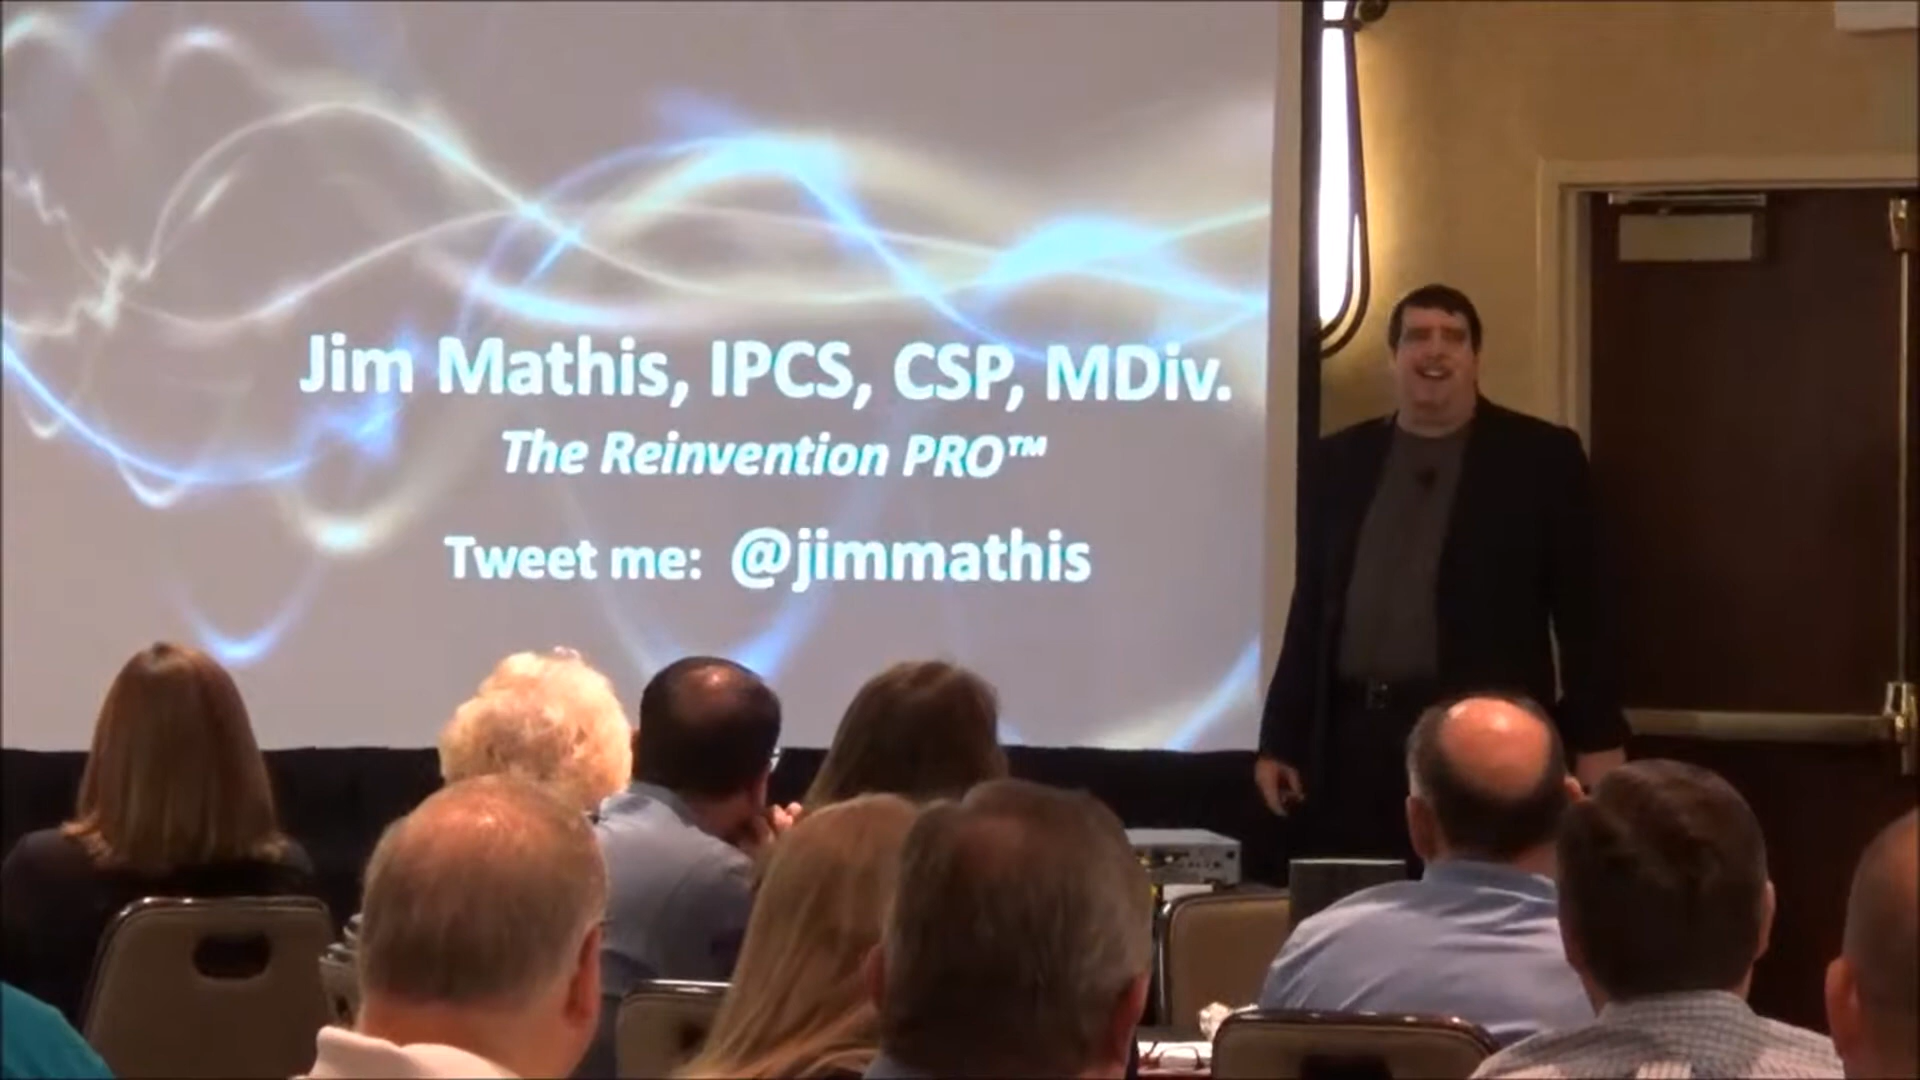 Jim Mathis, IPCS, CSP, MDiv.
The Reinvention PRO™
Tweet me: @jimmathis